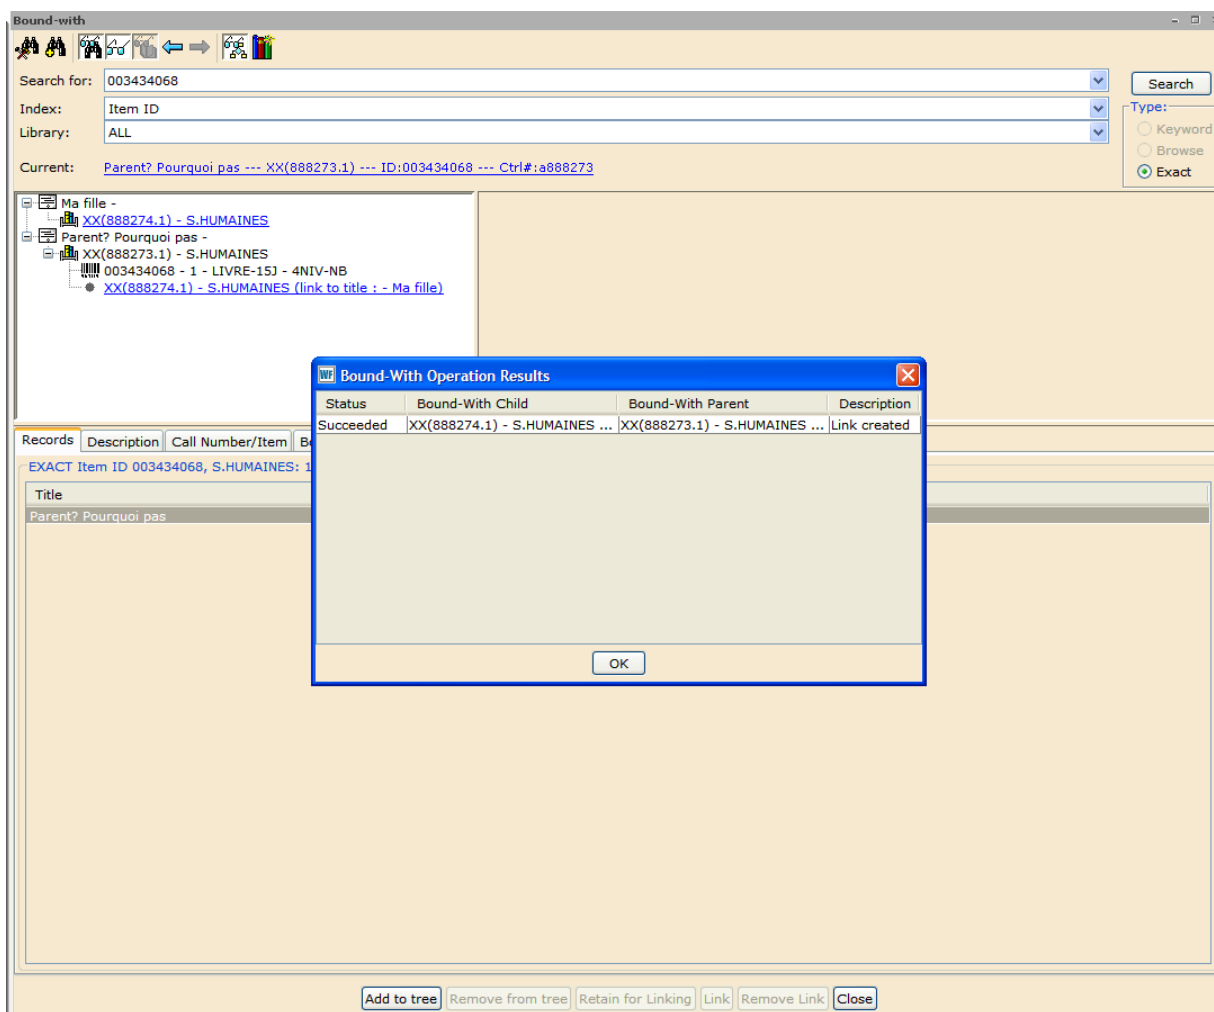 Bound-with
Search for: 003434068 Search
Index: Item ID Type:
Library: ALL Keyword
Browse
Current: Parent? Pourquoi pas --- XX(888273.1) --- ID:003434068 --- Ctrl#:a888273 Exact
Ma fille -
XX(888274.1) - S.HUMAINES
Parent? Pourquoi pas -
XX(888273.1) - S.HUMAINES
003434068 - 1 - LIVRE-15J - 4NIV-NB
XX(888274.1) - S.HUMAINES (link to title : - Ma fille)
WF Bound-With Operation Results
Status Bound-With Child Bound-With Parent Description
Succeeded XX(888274.1) - S.HUMAINES ... XX(888273.1) - S.HUMAINES ... Link created
OK
Records Description Call Number/Item
EXACT Item ID 003434068, S.HUMAINES: 1
Title
Parent? Pourquoi pas
Add to tree Remove from tree Retain for Linking Link Remove Link Close